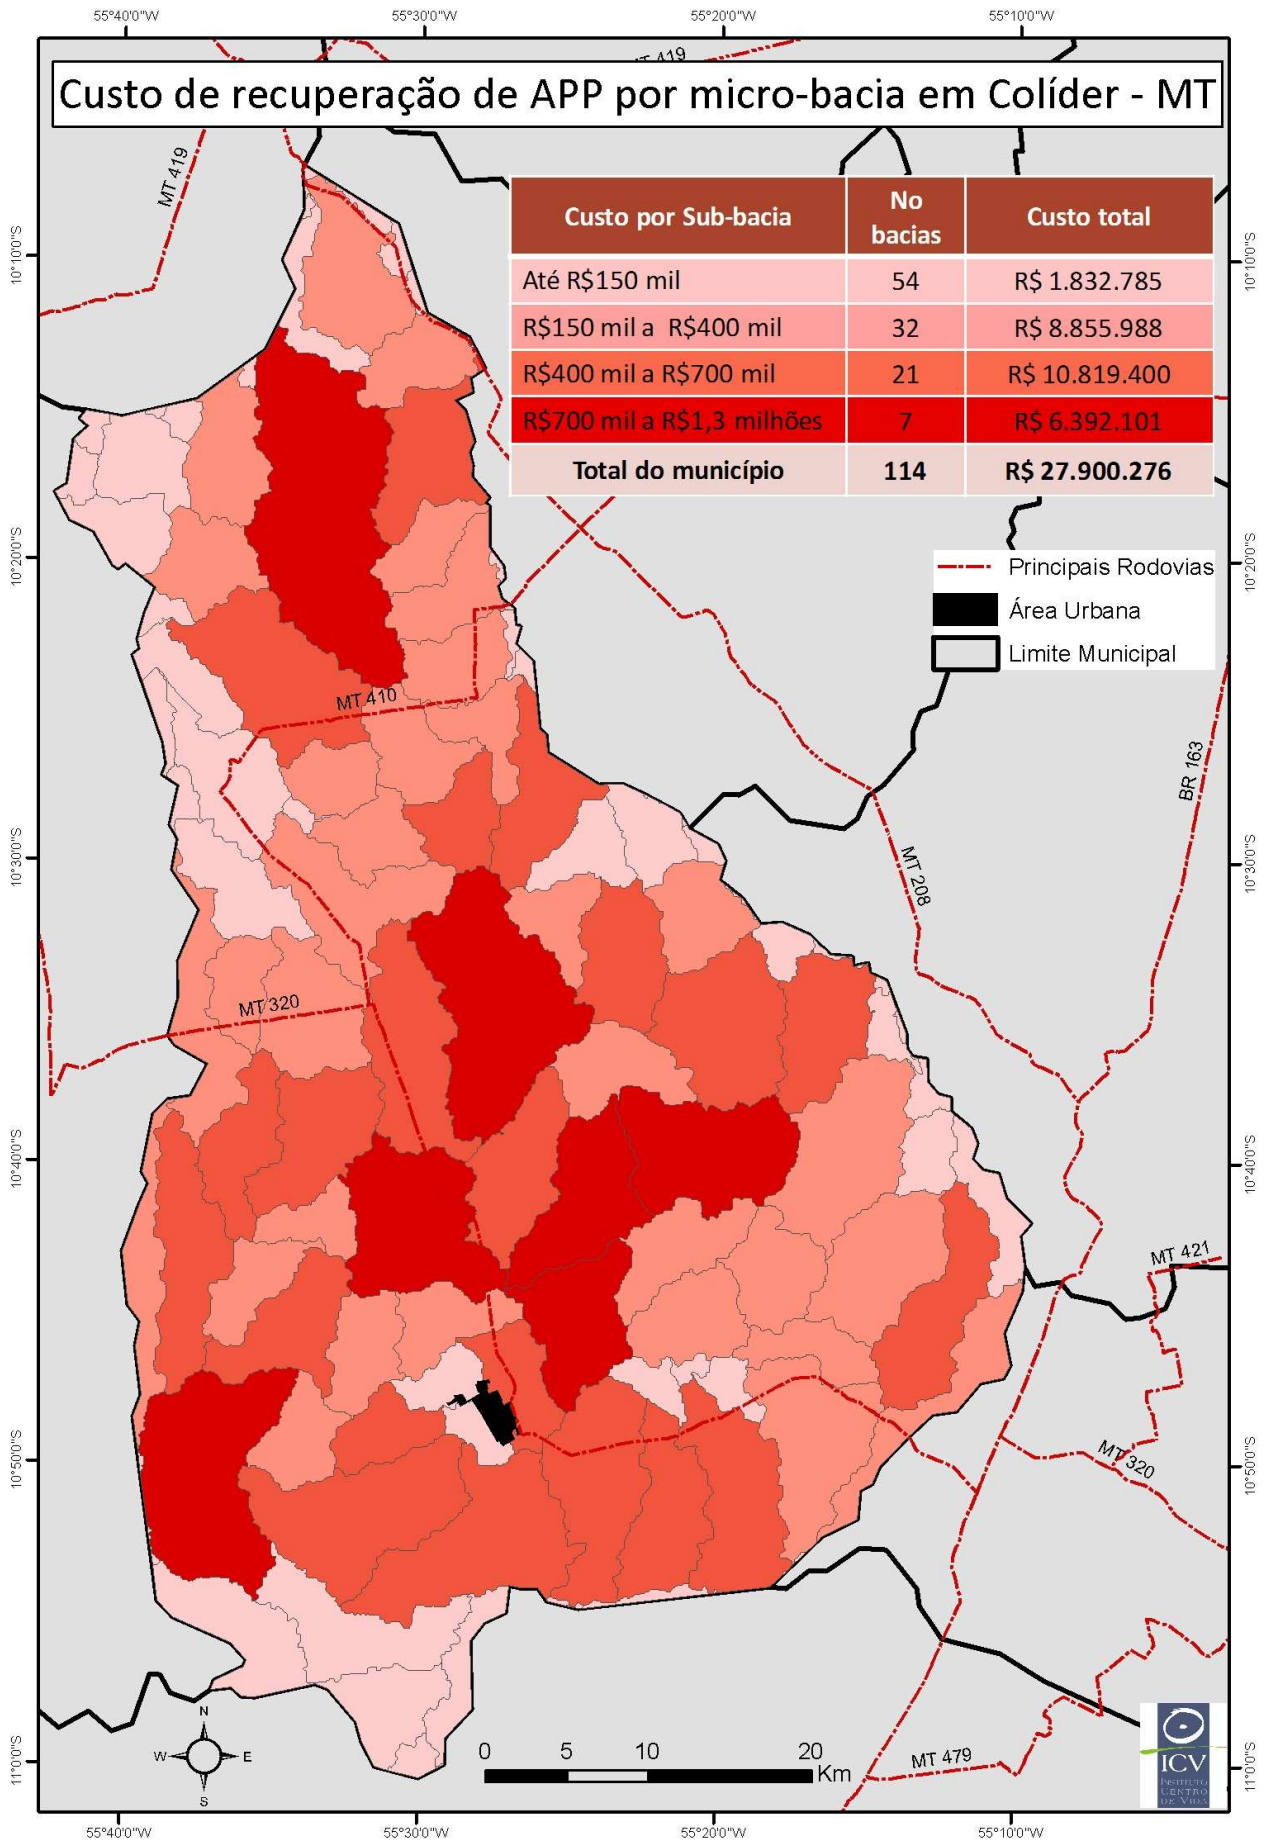 55°40'0"W 55°30'0"W 55°20'0"W 55°10'0"W
MT 419
Custo de recuperação de APP por micro-bacia em Colíder - MT
MT 419
Custo por Sub-bacia No bacias Custo total
Até R$150 mil 54 R$ 1.832.785
R$150 mil a R$400 mil 32 R$ 8.855.988
R$400 mil a R$700 mil 21 R$ 10.819.400
R$700 mil a R$1,3 milhões 7 R$ 6.392.101
Total do município 114 R$ 27.900.276
10°10'0"S 10°10'0"S
10°20'0"S 10°20'0"S
Principais Rodovias
Área Urbana
Limite Municipal
MT 410
BR 163
10°30'0"S 10°30'0"S
MT 208
MT 320
10°40'0"S 10°40'0"S
MT 421
10°50'0"S 10°50'0"S
MT 320
N
W E
S
0 5 10 20
Km
MT 479
ICV
INSTITUTO
CENTRO
DE VIDA
11°0'0"S 11°0'0"S
55°40'0"W 55°30'0"W 55°20'0"W 55°10'0"W